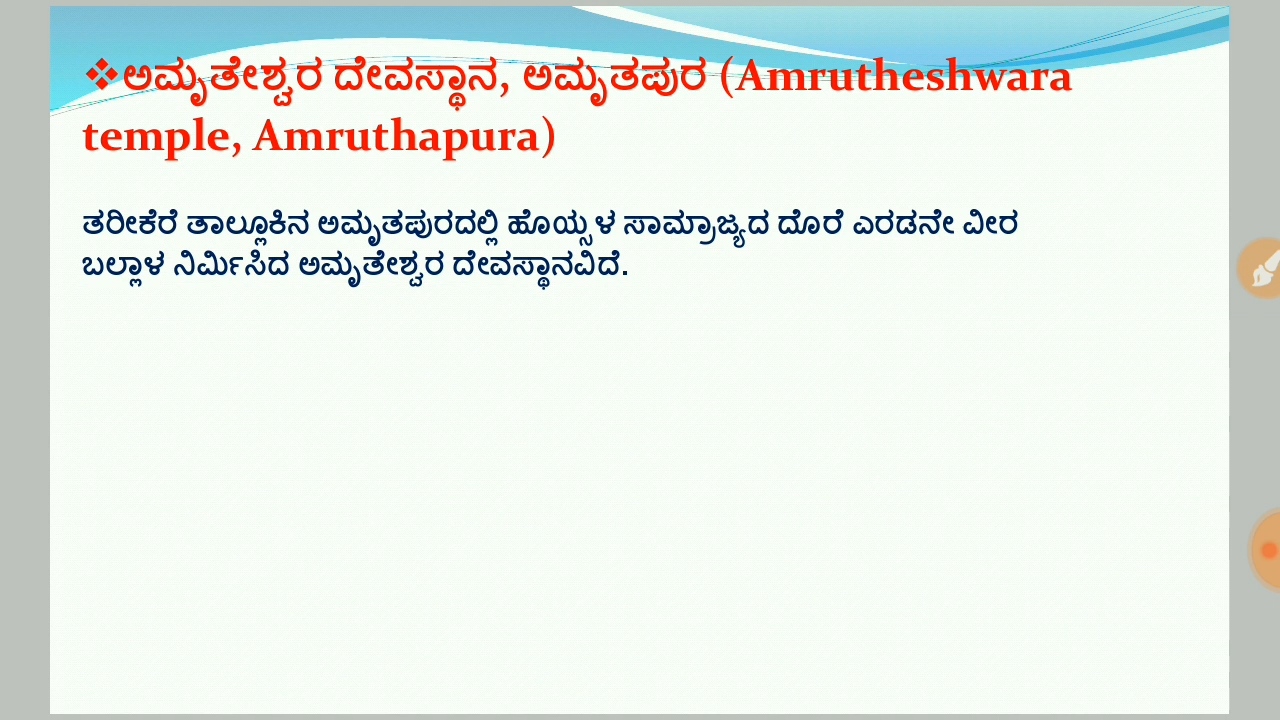 ❖ಅಮೃತೇಶ್ವರ ದೇವಸ್ಥಾನ, ಅಮೃತಪುರ (Amrutheshwara
temple, Amruthapura)
ತರೀಕೆರೆ ತಾಲ್ಲೂಕಿನ ಅಮೃತಪುರದಲ್ಲಿ ಹೊಯ್ಸಳ ಸಾಮ್ರಾಜ್ಯದ ದೊರೆ ಎರಡನೇ ವೀರ
ಬಲ್ಲಾಳ ನಿರ್ಮಿಸಿದ ಅಮೃತೇಶ್ವರ ದೇವಸ್ಥಾನವಿದೆ.